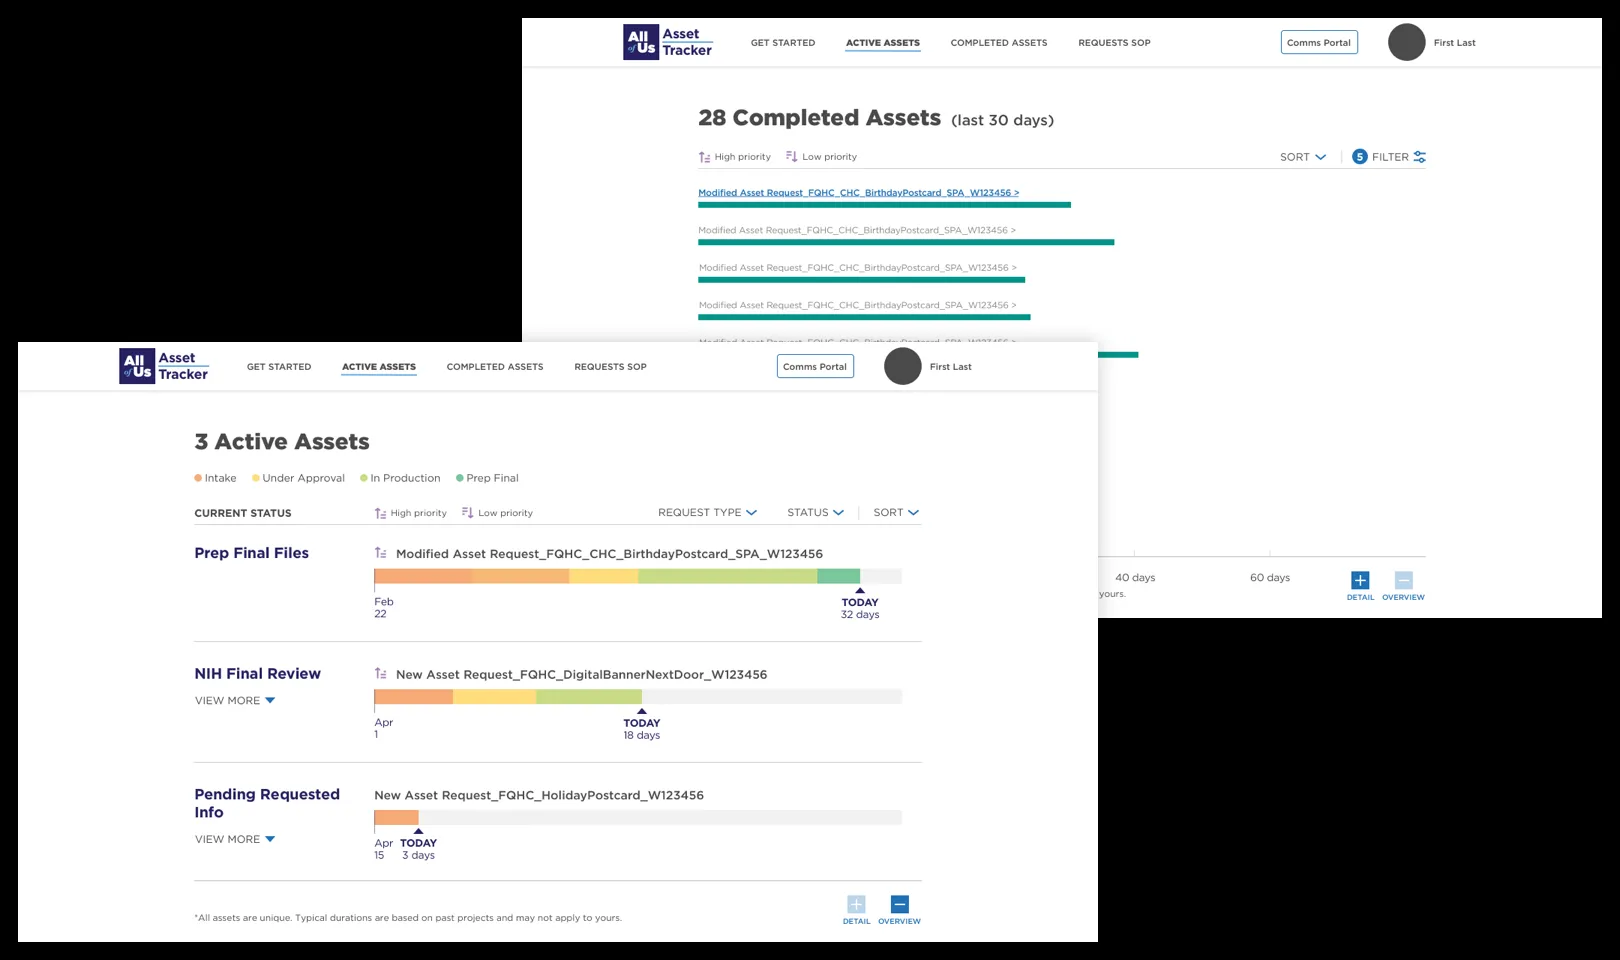 All of Us Asset Tracker GET STARTED ACTIVE ASSETS COMPLETED ASSETS REQUESTS SOP Comms Portal First Last
28 Completed Assets (last 30 days)
High priority Low priority SORT 5 FILTER
Modified Asset Request_FQHC_CHC_BirthdayPostcard_SPA_W123456 >
Modified Asset Request_FQHC_CHC_BirthdayPostcard_SPA_W123456 >
Modified Asset Request_FQHC_CHC_BirthdayPostcard_SPA_W123456 >
Modified Asset Request_FQHC_CHC_BirthdayPostcard_SPA_W123456 >
40 days 60 days
yours.
DETAIL OVERVIEW
All of Us Asset Tracker GET STARTED ACTIVE ASSETS COMPLETED ASSETS REQUESTS SOP Comms Portal First Last
3 Active Assets
Intake Under Approval In Production Prep Final
CURRENT STATUS High priority Low priority REQUEST TYPE STATUS SORT
Prep Final Files Modified Asset Request_FQHC_CHC_BirthdayPostcard_SPA_W123456
Feb
22
TODAY
32 days
NIH Final Review New Asset Request_FQHC_DigitalBannerNextDoor_W123456
VIEW MORE
Apr
1
TODAY
18 days
Pending Requested
Info
New Asset Request_FQHC_HolidayPostcard_W123456
VIEW MORE
Apr
15
TODAY
3 days
*All assets are unique. Typical durations are based on past projects and may not apply to yours.
DETAIL OVERVIEW